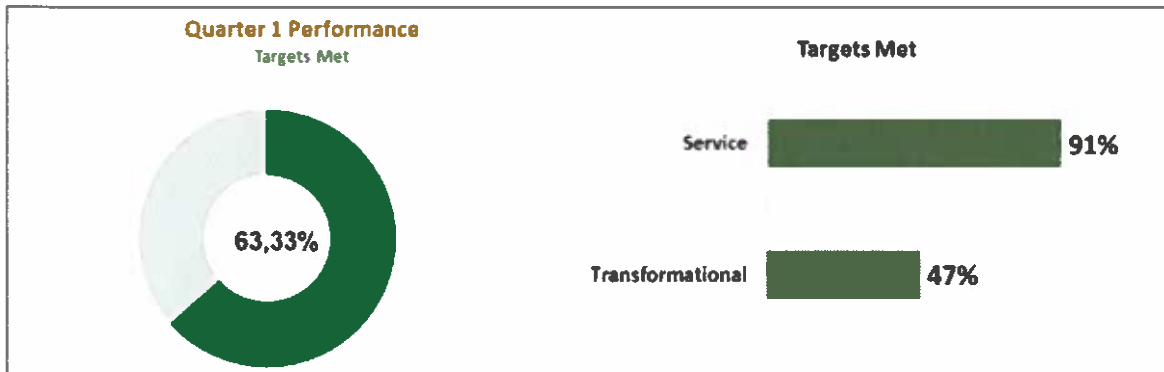 Quarter 1 Performance
Targets Met
63,33%
Targets Met
Service
91%
Transformational
47%